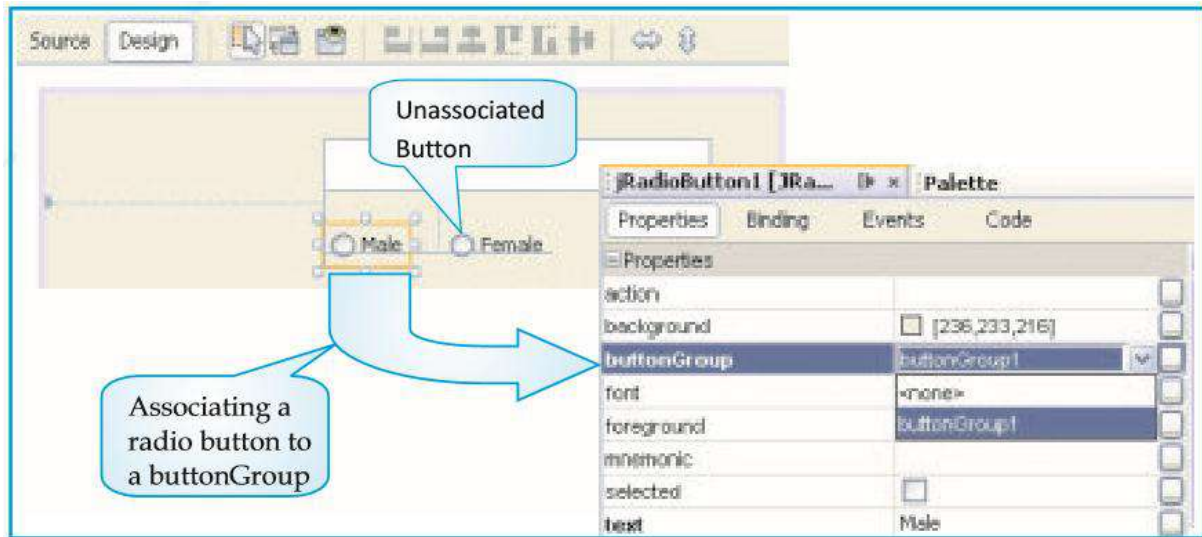 Source Design
Unassociated
Button
Male Female
Associating a
radio button to
a buttonGroup
jRadioButton1 [JRa... Palette
Properties Binding Events Code
Properties
action
background [236,233,216]
buttonGroup buttonGroup1
font <none>
foreground buttonGroup1
mnemonic
selected
text Male